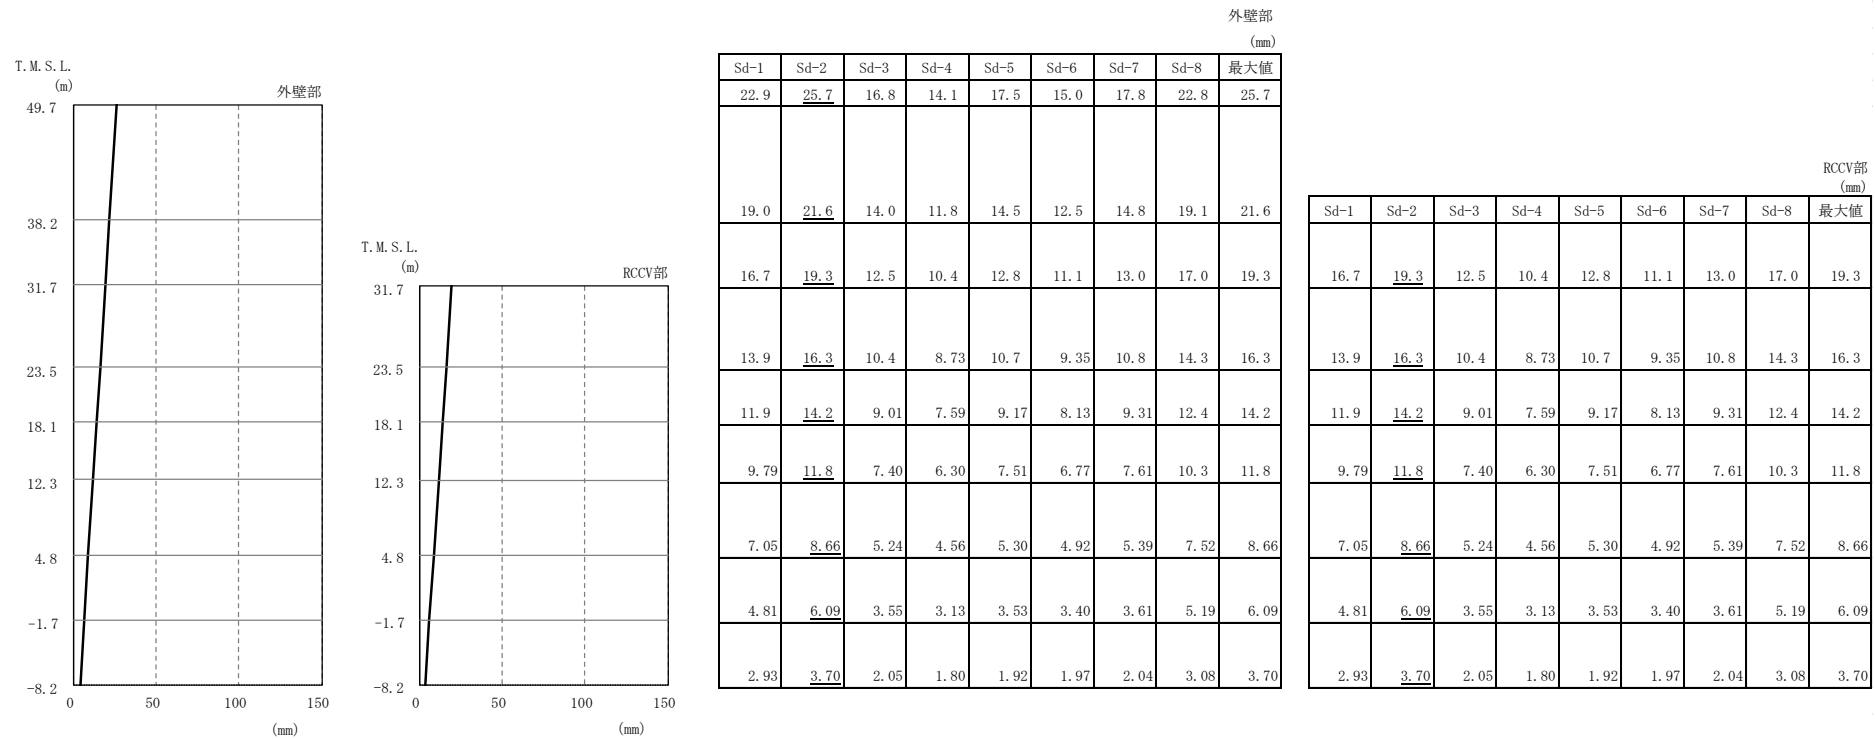 T.M.S.L.
(m)
外壁部
49.7
38.2
31.7
23.5
18.1
12.3
4.8
-1.7
-8.2
0 50 100 150
(mm)
T.M.S.L.
(m)
RCCV部
31.7
23.5
18.1
12.3
4.8
-1.7
-8.2
0 50 100 150
(mm)
外壁部
(mm)
Sd-1 Sd-2 Sd-3 Sd-4 Sd-5 Sd-6 Sd-7 Sd-8 最大値
22.9 25.7 16.8 14.1 17.5 15.0 17.8 22.8 25.7
19.0 21.6 14.0 11.8 14.5 12.5 14.8 19.1 21.6
16.7 19.3 12.5 10.4 12.8 11.1 13.0 17.0 19.3
13.9 16.3 10.4 8.73 10.7 9.35 10.8 14.3 16.3
11.9 14.2 9.01 7.59 9.17 8.13 9.31 12.4 14.2
9.79 11.8 7.40 6.30 7.51 6.77 7.61 10.3 11.8
7.05 8.66 5.24 4.56 5.30 4.92 5.39 7.52 8.66
4.81 6.09 3.55 3.13 3.53 3.40 3.61 5.19 6.09
2.93 3.70 2.05 1.80 1.92 1.97 2.04 3.08 3.70
RCCV部
(mm)
Sd-1 Sd-2 Sd-3 Sd-4 Sd-5 Sd-6 Sd-7 Sd-8 最大値
16.7 19.3 12.5 10.4 12.8 11.1 13.0 17.0 19.3
13.9 16.3 10.4 8.73 10.7 9.35 10.8 14.3 16.3
11.9 14.2 9.01 7.59 9.17 8.13 9.31 12.4 14.2
9.79 11.8 7.40 6.30 7.51 6.77 7.61 10.3 11.8
7.05 8.66 5.24 4.56 5.30 4.92 5.39 7.52 8.66
4.81 6.09 3.55 3.13 3.53 3.40 3.61 5.19 6.09
2.93 3.70 2.05 1.80 1.92 1.97 2.04 3.08 3.70